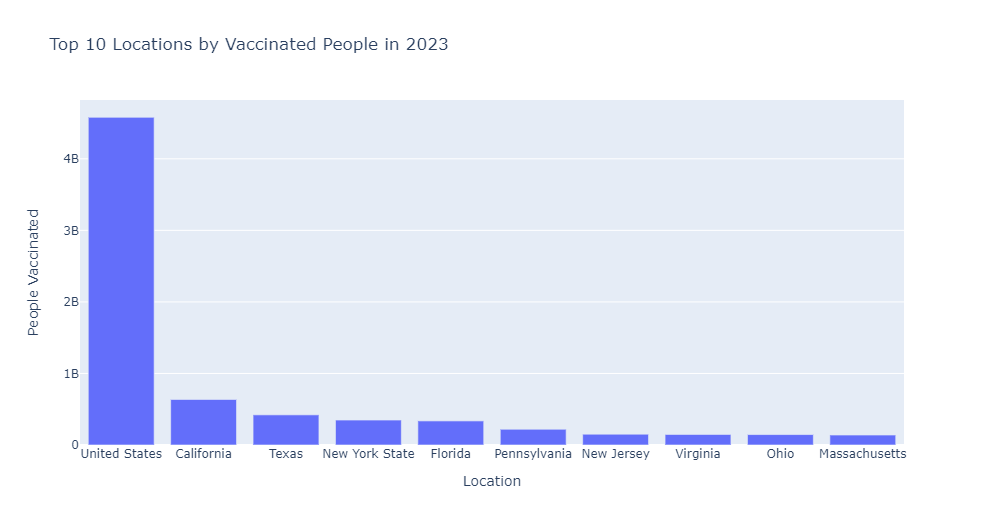 Top 10 Locations by Vaccinated People in 2023
People Vaccinated
4B
3B
2B
1B
0
United States California Texas New York State Florida Pennsylvania New Jersey Virginia Ohio Massachusetts
Location